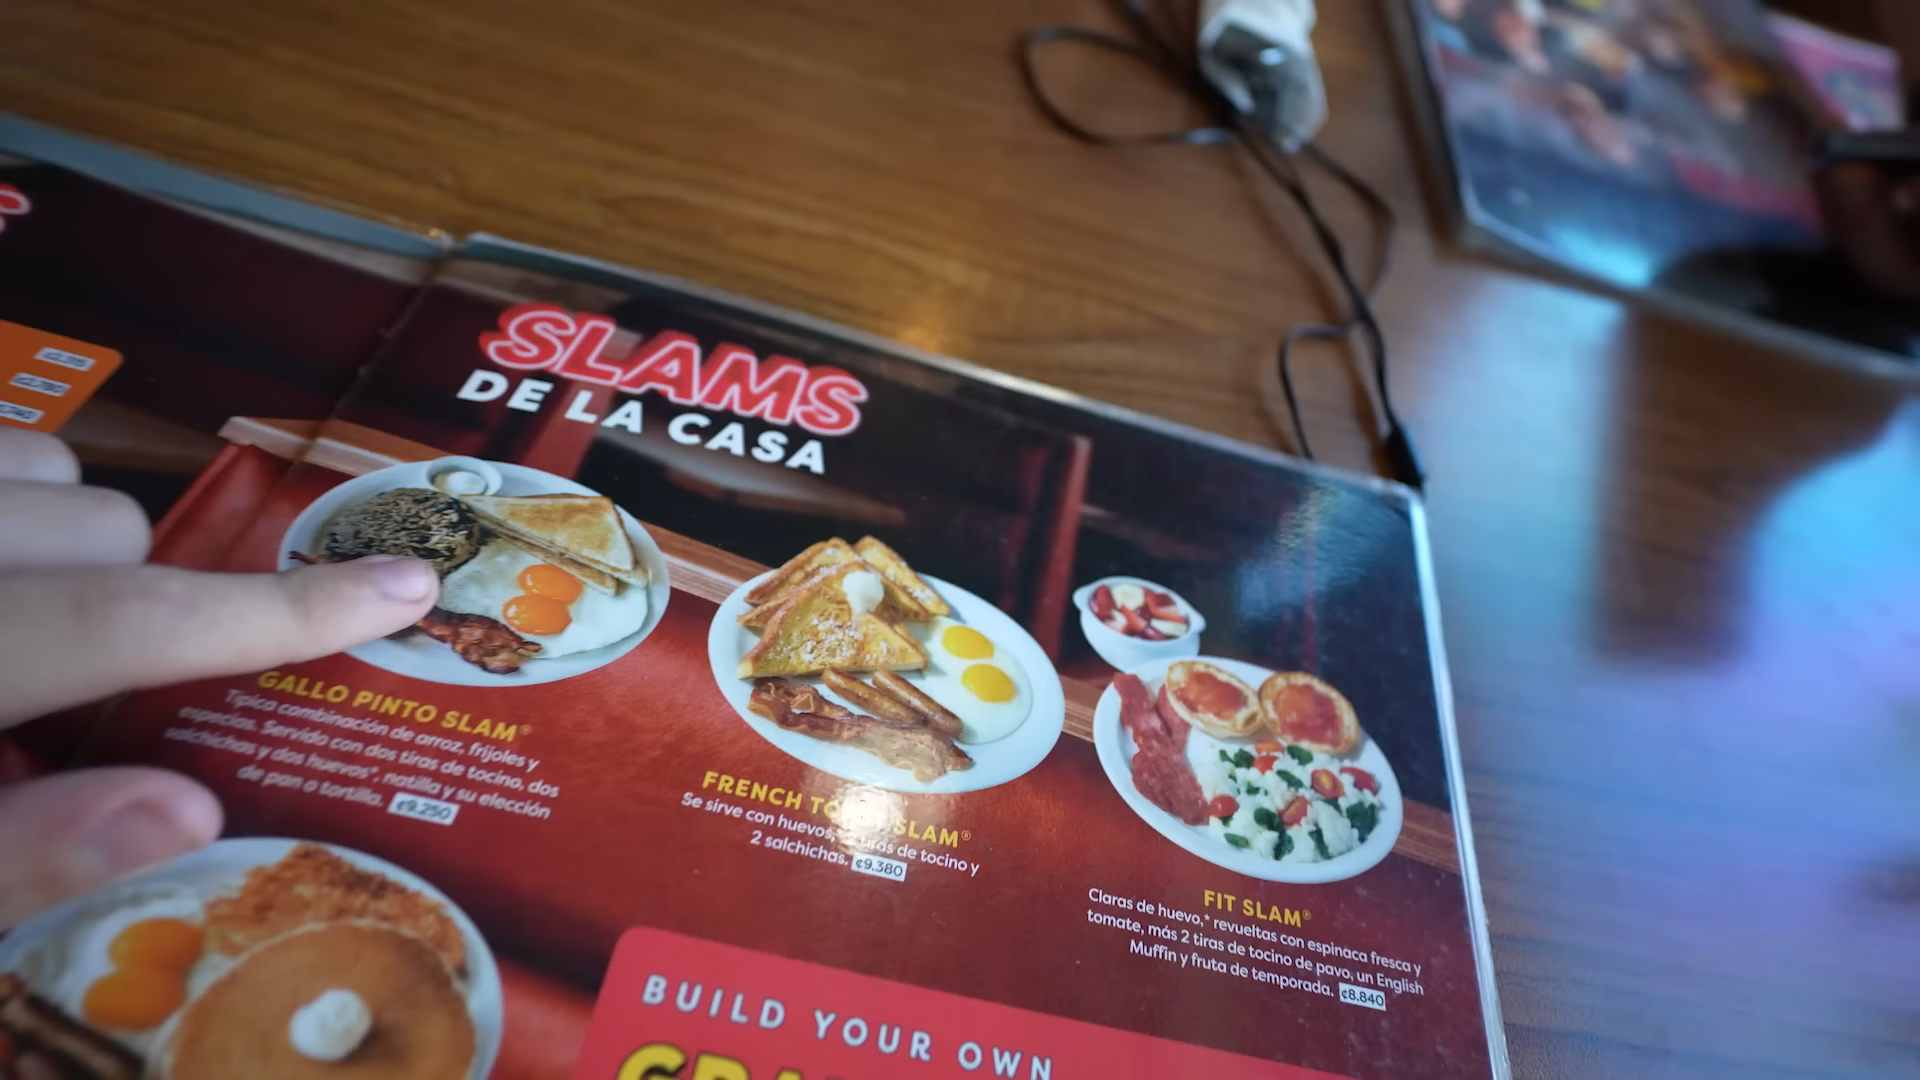 SLAMS
DE LA CASA
GALLO PINTO SLAM®
Típica combinación de arroz, frijoles y
especias. Servido con dos tiras de tocino, dos
salchichas y dos huevos*, natilla y su elección
de pan o tortilla. ¢9.250
FRENCH SLAM®
Se sirve con huevos, de tocino y
2 salchichas. ¢9.380
FIT SLAM®
Claras de huevo,* revueltas con espinaca fresca y
tomate, más 2 tiras de tocino de pavo, un English
Muffin y fruta de temporada. ¢8.840
BUILD YOUR OWN